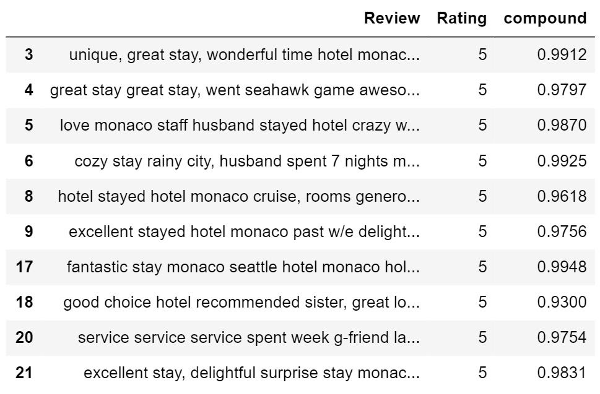 Review Rating compound
3 unique, great stay, wonderful time hotel monac... 5 0.9912
4 great stay great stay, went seahawk game aweso... 5 0.9797
5 love monaco staff husband stayed hotel crazy w... 5 0.9870
6 cozy stay rainy city, husband spent 7 nights m... 5 0.9925
8 hotel stayed hotel monaco cruise, rooms genero... 5 0.9618
9 excellent stayed hotel monaco past w/e delight... 5 0.9756
17 fantastic stay monaco seattle hotel monaco hol... 5 0.9948
18 good choice hotel recommended sister, great lo... 5 0.9300
20 service service service spent week g-friend la... 5 0.9754
21 excellent stay, delightful surprise stay monac... 5 0.9831